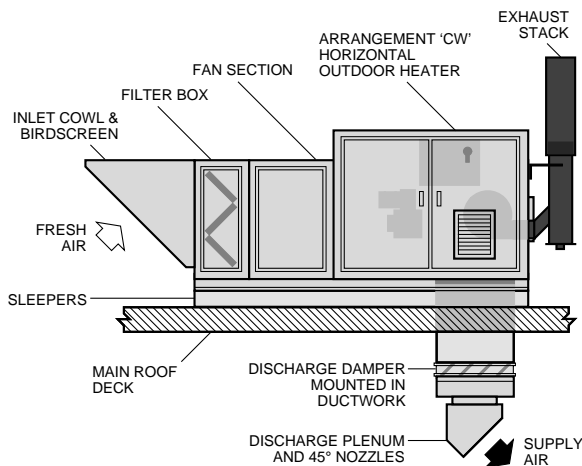 EXHAUST
STACK
ARRANGEMENT ‘CW’
HORIZONTAL
OUTDOOR HEATER
FAN SECTION
FILTER BOX
INLET COWL &
BIRDSCREEN
FRESH
AIR
SLEEPERS
MAIN ROOF
DECK
DISCHARGE DAMPER
MOUNTED IN
DUCTWORK
DISCHARGE PLENUM
AND 45° NOZZLES
SUPPLY
AIR